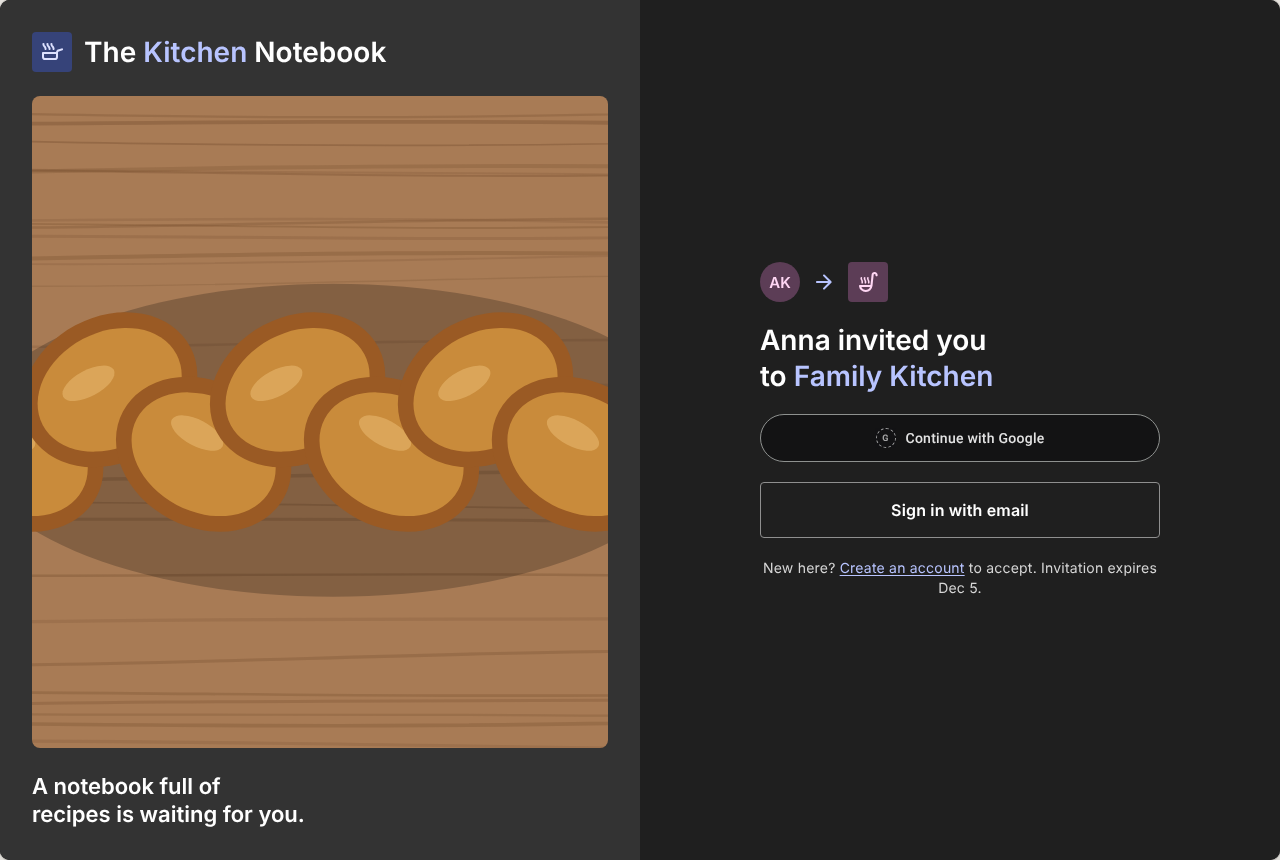 The Kitchen Notebook
A notebook full of
recipes is waiting for you.
AK
Anna invited you
to Family Kitchen
G Continue with Google
Sign in with email
New here? Create an account to accept. Invitation expires
Dec 5.